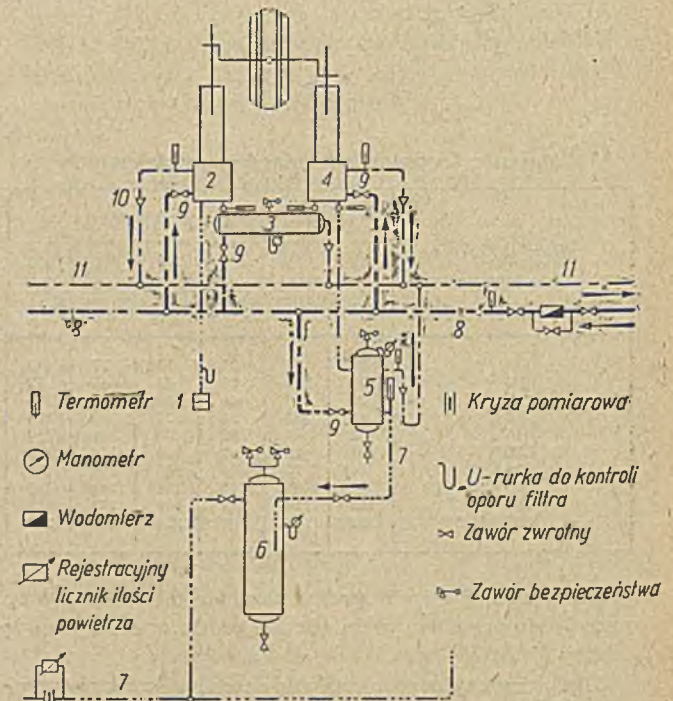 2
4
9
10
9
3
9
11
11
8
8
5
Termometr
1
9
7
Kryza pomiarowa
Manometr
U-rurka do kontroli
oporu filtra
Wodomierz
6
Zawór zwrotny
Rejestracyjny
licznik ilości
powietrza
Zawór bezpieczeństwa
7